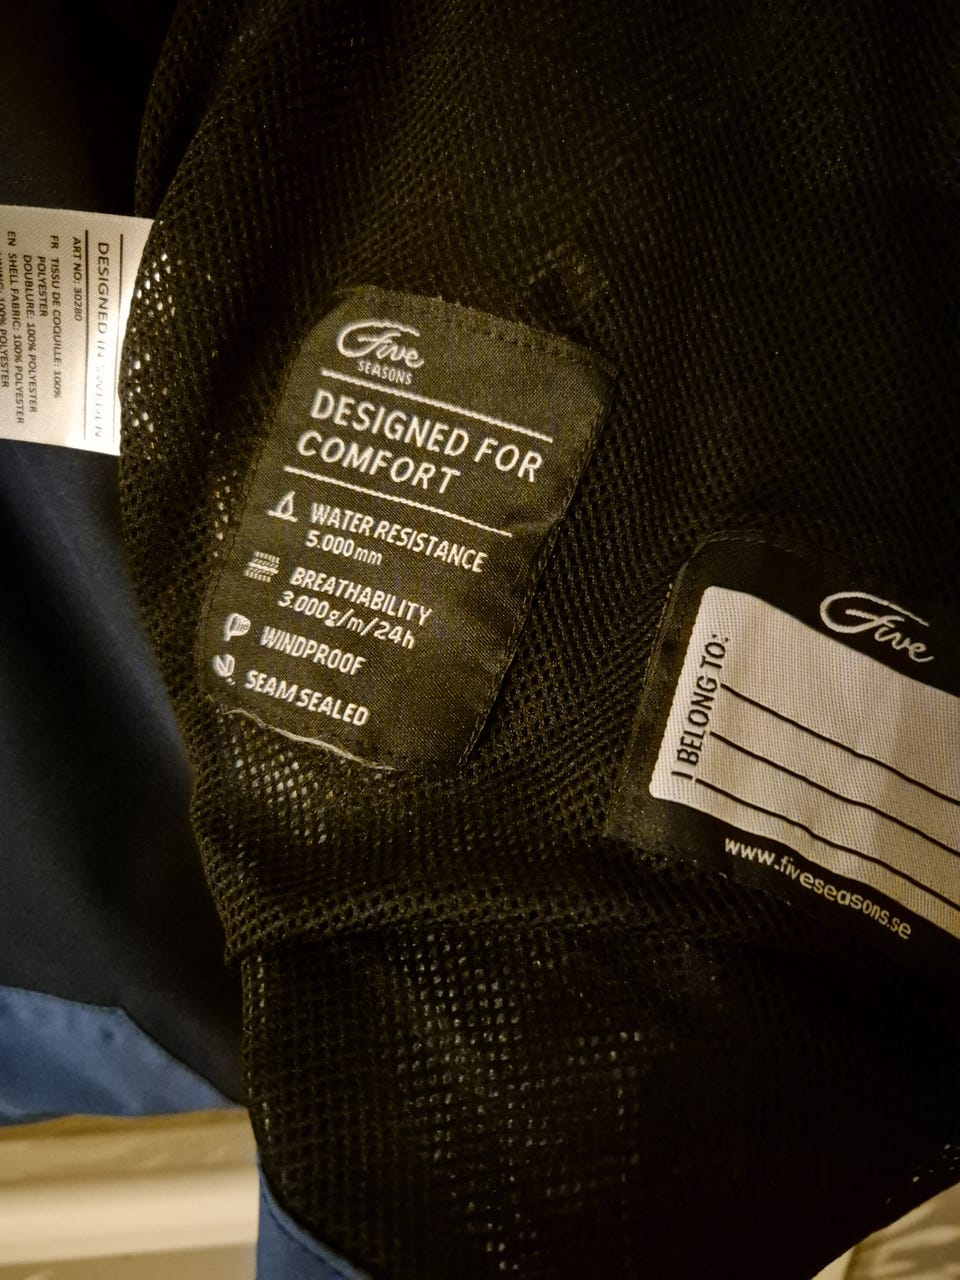 DESIGNED IN SWEDEN
ART NO: 30280
FR TISSU DE COQUILLE: 100%
POLYESTER
DOUBLURE: 100% POLYESTER
EN SHELL FABRIC: 100% POLYESTER
100% POLYESTER
Five
SEASONS
DESIGNED FOR
COMFORT
WATER RESISTANCE
5.000mm
BREATHABILITY
3.000g/m/24h
WINDPROOF
SEAM SEALED
Five
I BELONG TO:
www.fiveseasons.se